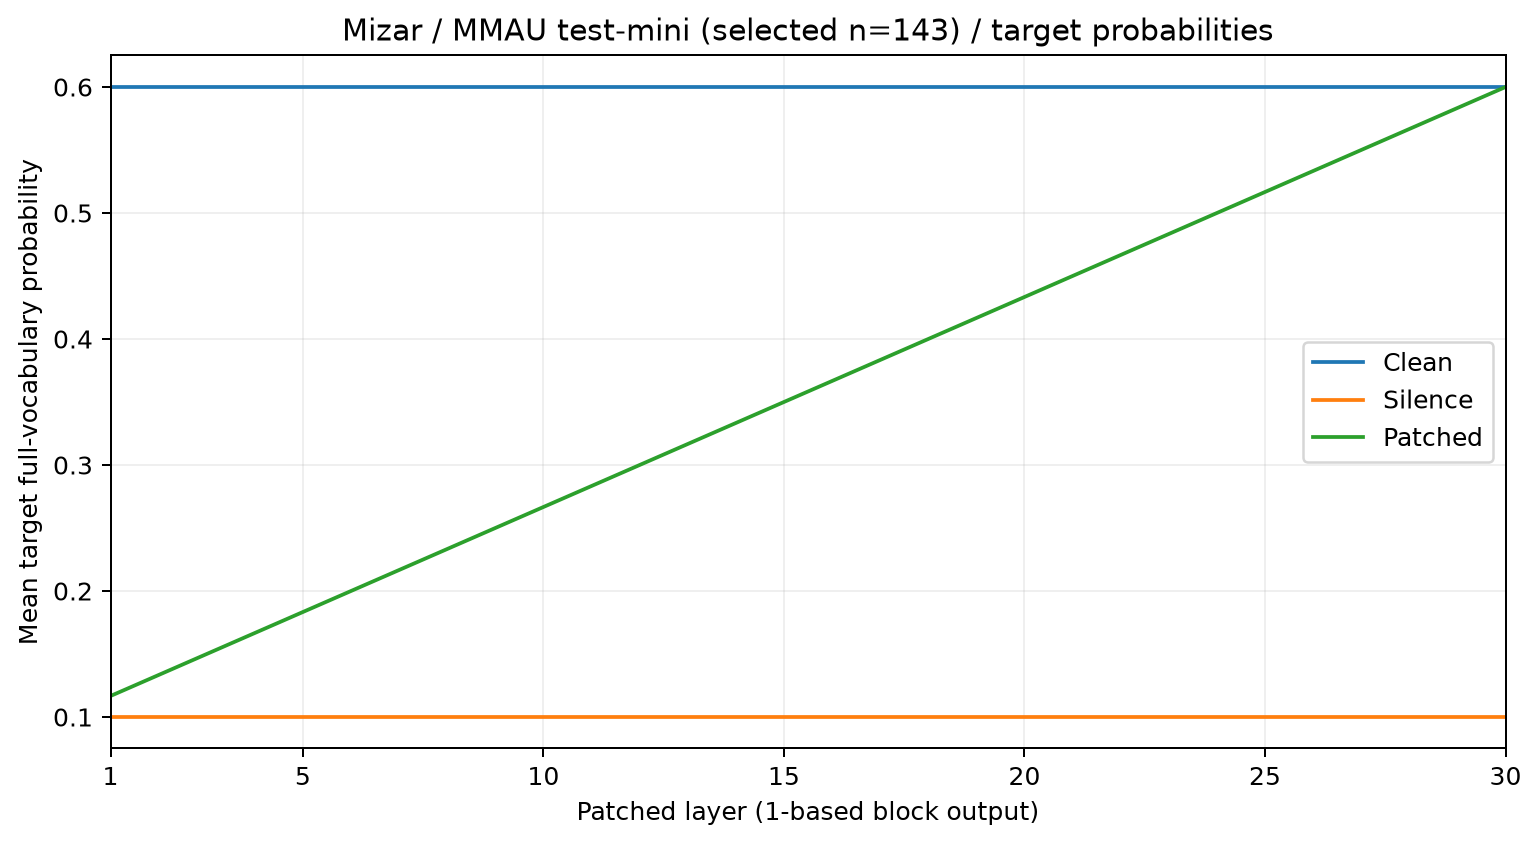 Mizar / MMAU test-mini (selected n=143) / target probabilities
Mean target full-vocabulary probability
0.6
0.5
0.4
0.3
0.2
0.1
Clean
Silence
Patched
1 5 10 15 20 25 30
Patched layer (1-based block output)